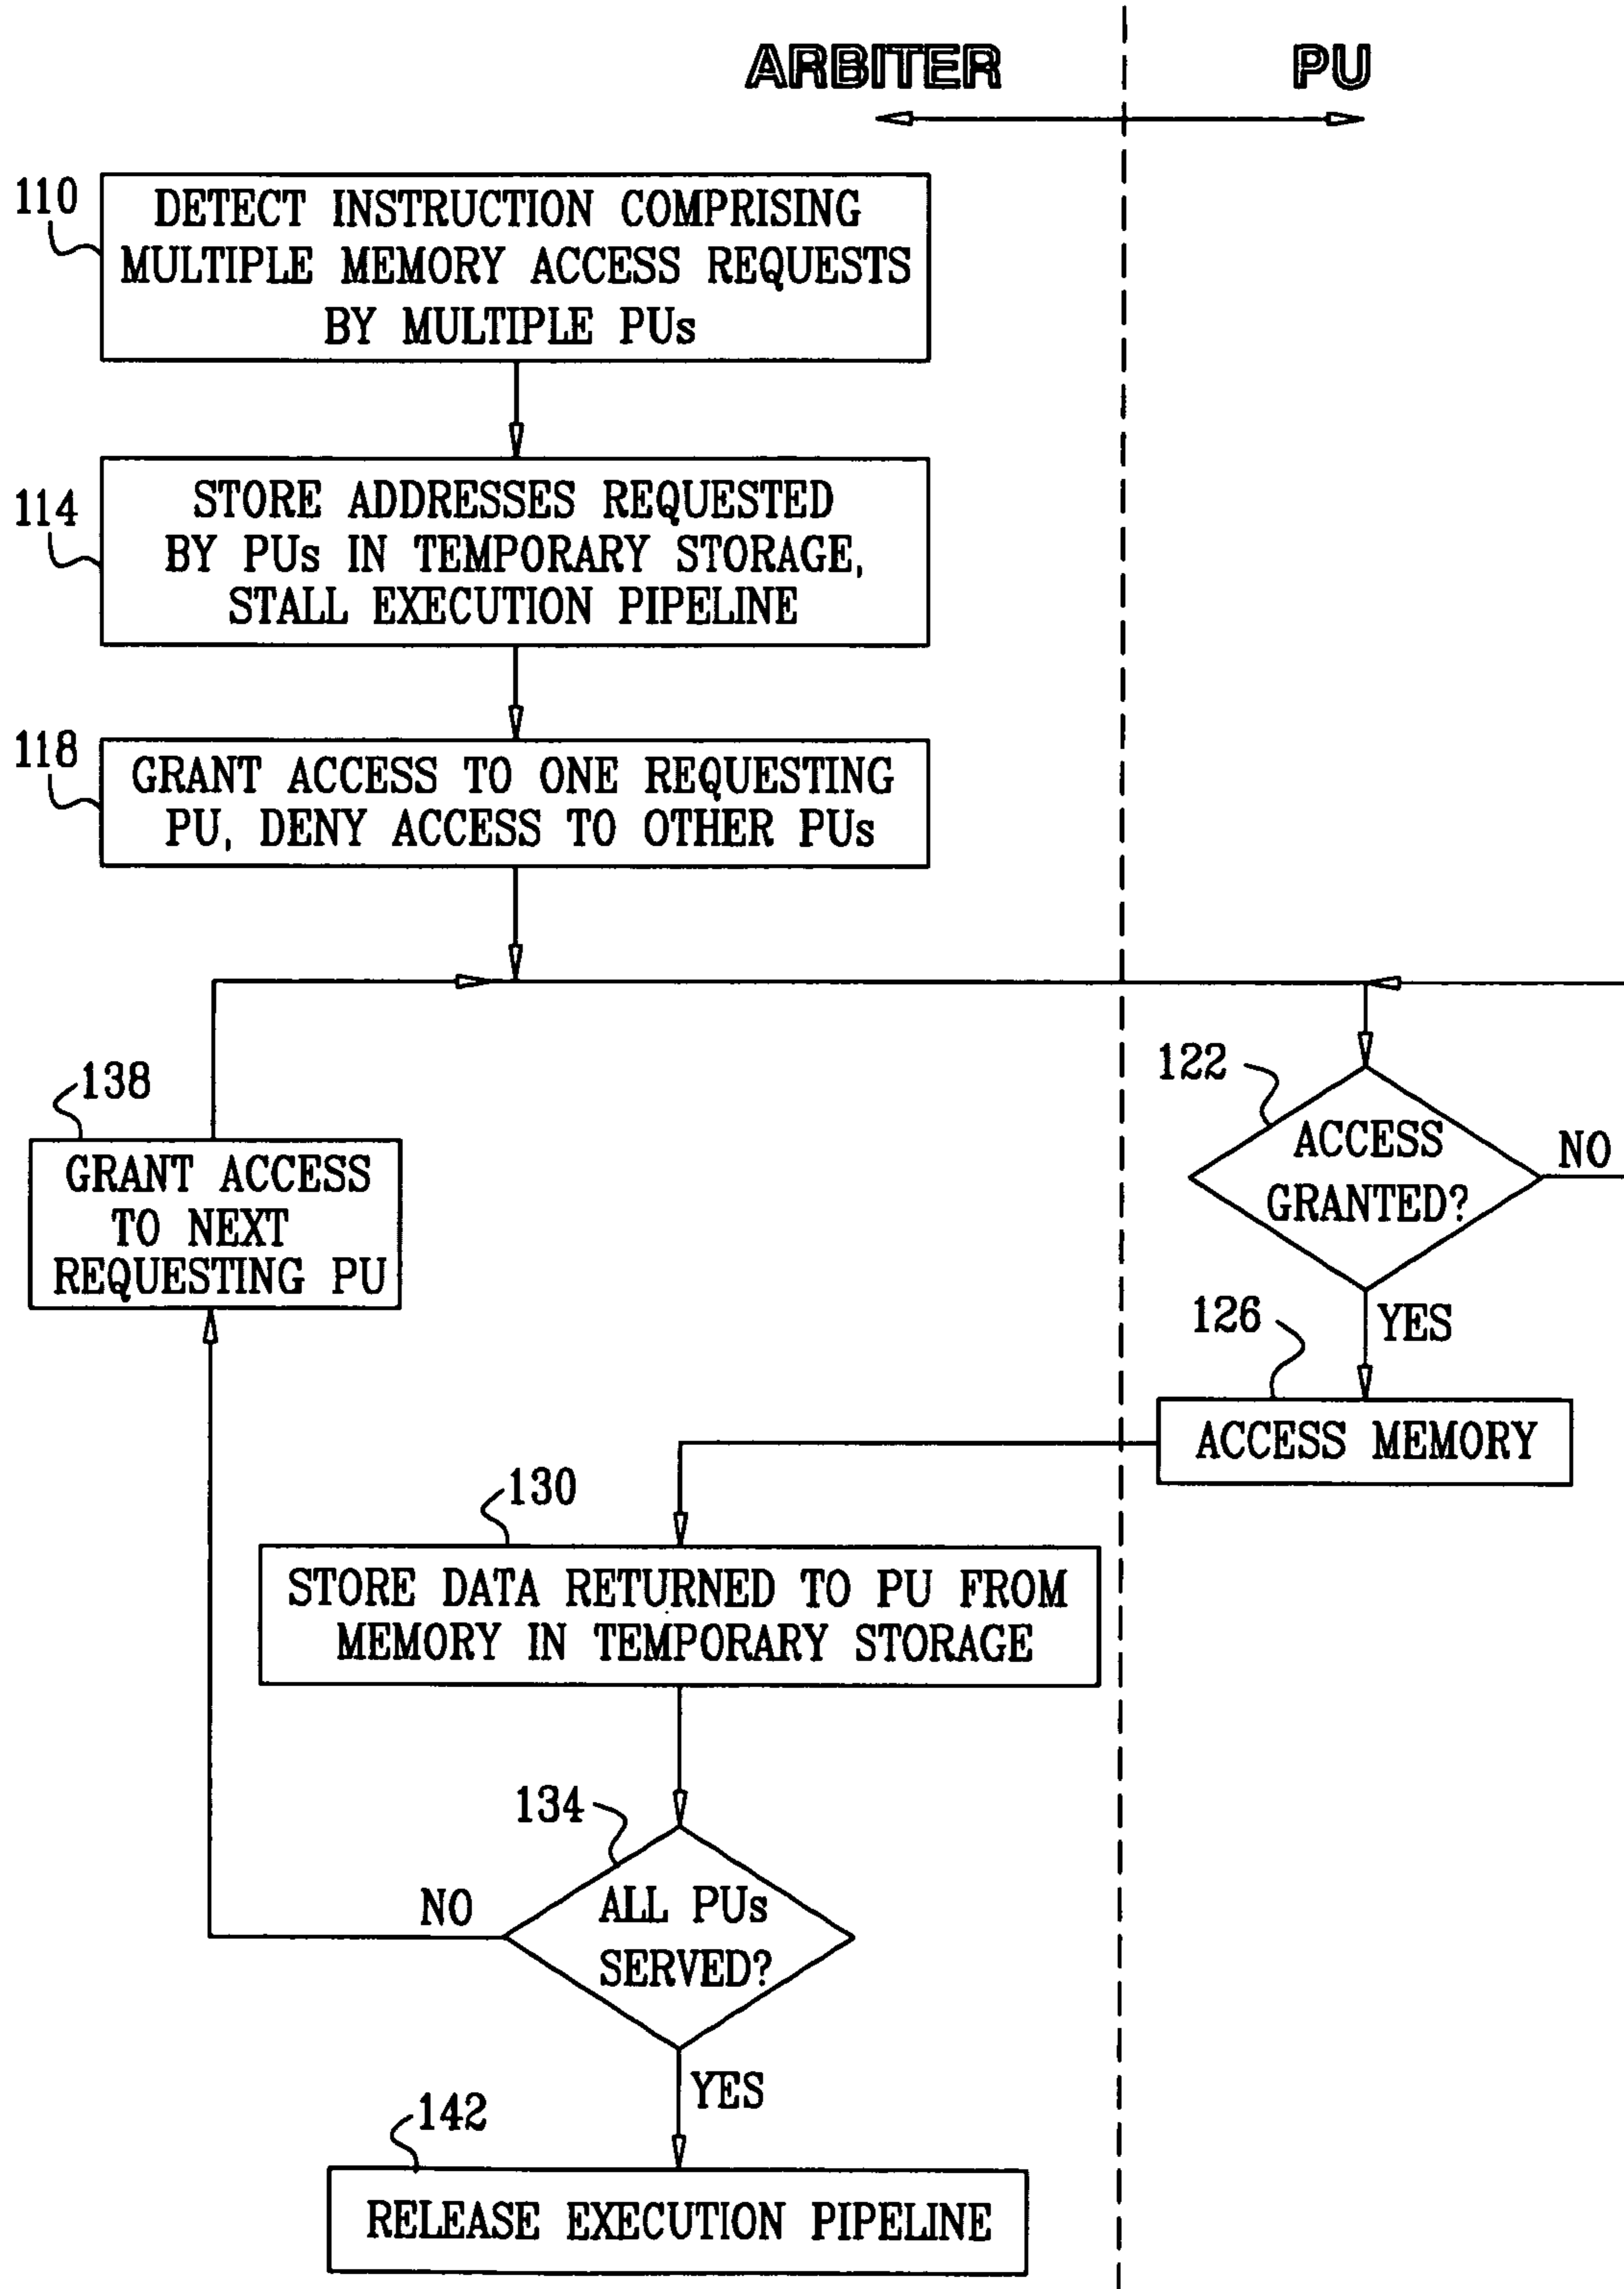 ARBITER
PU
110
DETECT INSTRUCTION COMPRISING
MULTIPLE MEMORY ACCESS REQUESTS
BY MULTIPLE PUs
114
STORE ADDRESSES REQUESTED
BY PUs IN TEMPORARY STORAGE,
STALL EXECUTION PIPELINE
118
GRANT ACCESS TO ONE REQUESTING
PU, DENY ACCESS TO OTHER PUs
138
GRANT ACCESS
TO NEXT
REQUESTING PU
122
ACCESS
GRANTED?
NO
YES
126
ACCESS MEMORY
130
STORE DATA RETURNED TO PU FROM
MEMORY IN TEMPORARY STORAGE
134
ALL PUs
SERVED?
NO
YES
142
RELEASE EXECUTION PIPELINE